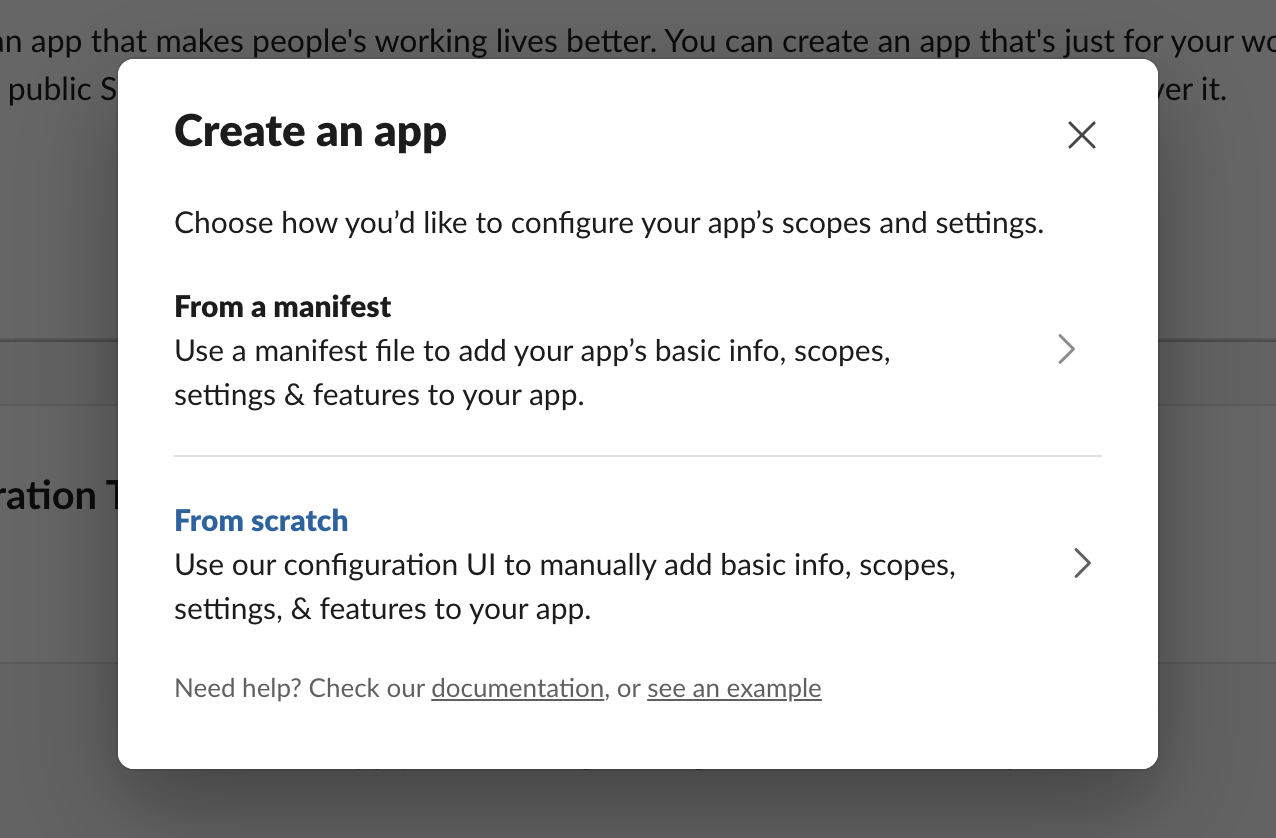 an app that makes people's working lives better. You can create an app that's just for your
public
ver it.
Create an app
Choose how you’d like to configure your app’s scopes and settings.
From a manifest
Use a manifest file to add your app’s basic info, scopes,
settings & features to your app.
ration
From scratch
Use our configuration UI to manually add basic info, scopes,
settings, & features to your app.
Need help? Check our documentation, or see an example